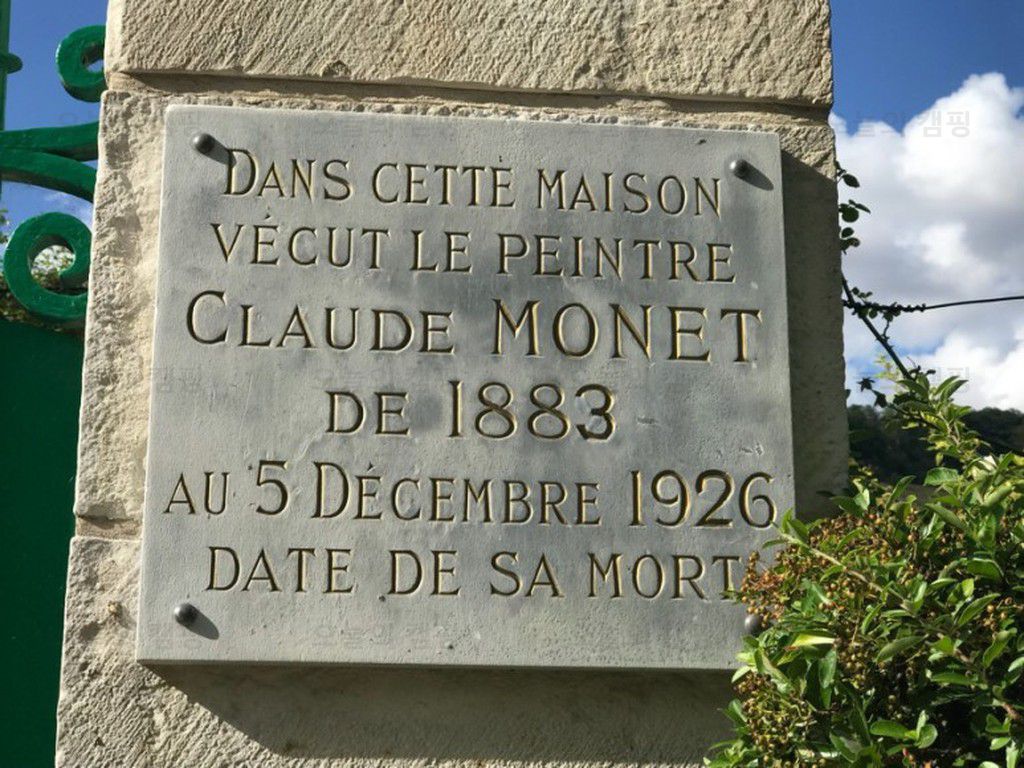 DANS CETTE MAISON
VÉCUT LE PEINTRE
CLAUDE MONET
DE 1883
AU 5 DÉCEMBRE 1926
DATE DE SA MORT